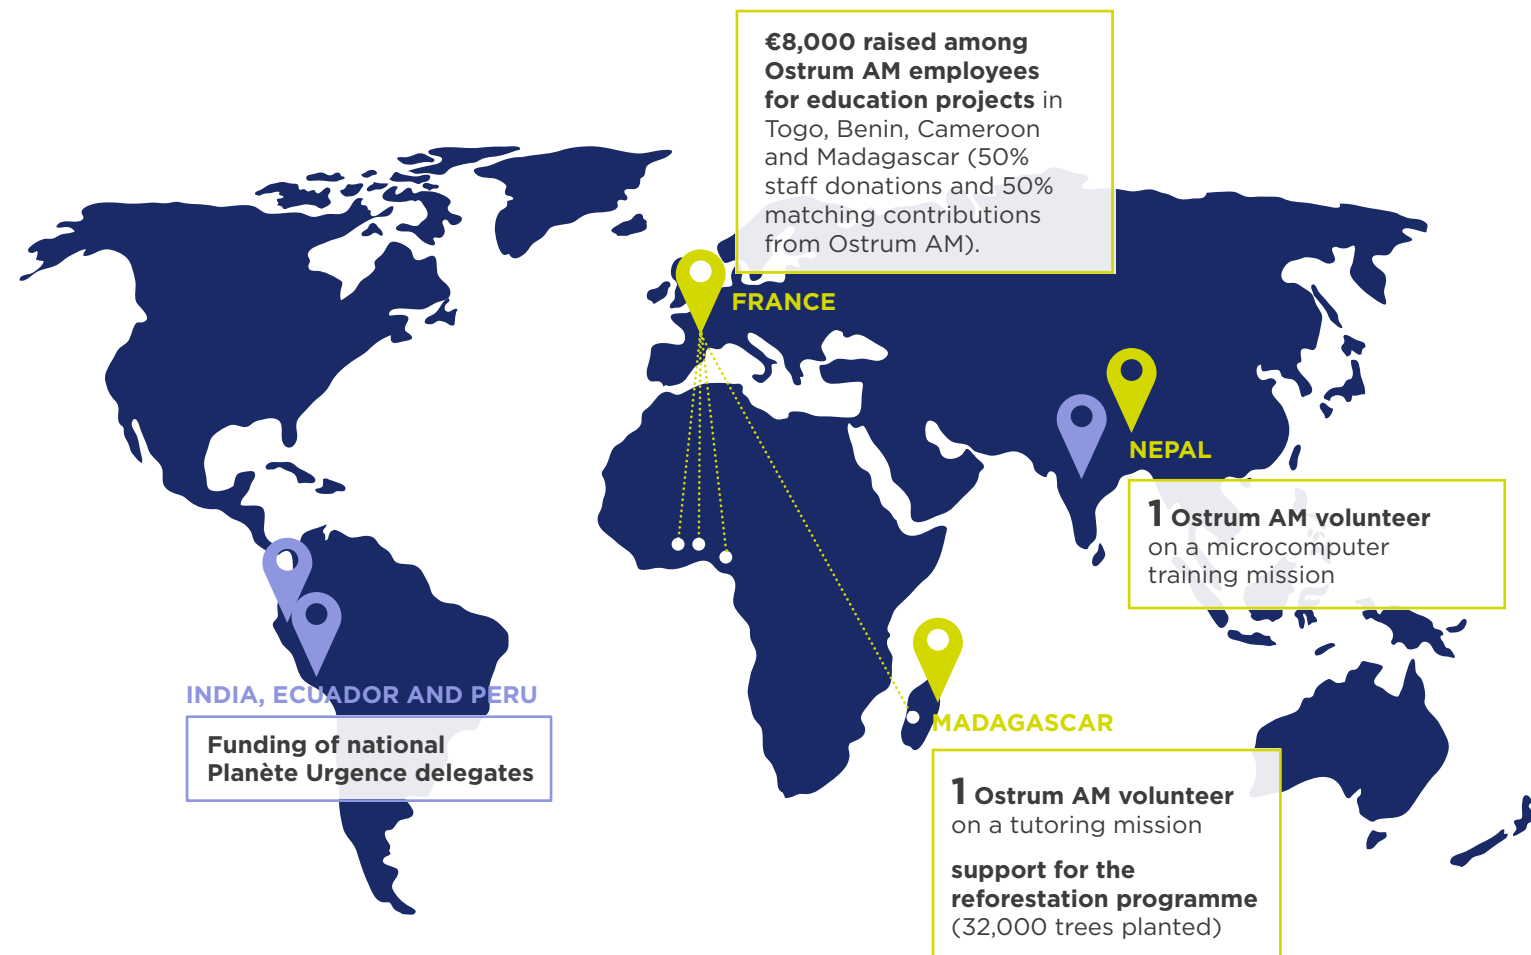 €8,000 raised among
Ostrum AM employees
for education projects in
Togo, Benin, Cameroon
and Madagascar (50%
staff donations and 50%
matching contributions
from Ostrum AM).
FRANCE
NEPAL
1 Ostrum AM volunteer
on a microcomputer
training mission
INDIA, ECUADOR AND PERU
Funding of national
Planète Urgence delegates
MADAGASCAR
1 Ostrum AM volunteer
on a tutoring mission
support for the
reforestation programme
(32,000 trees planted)